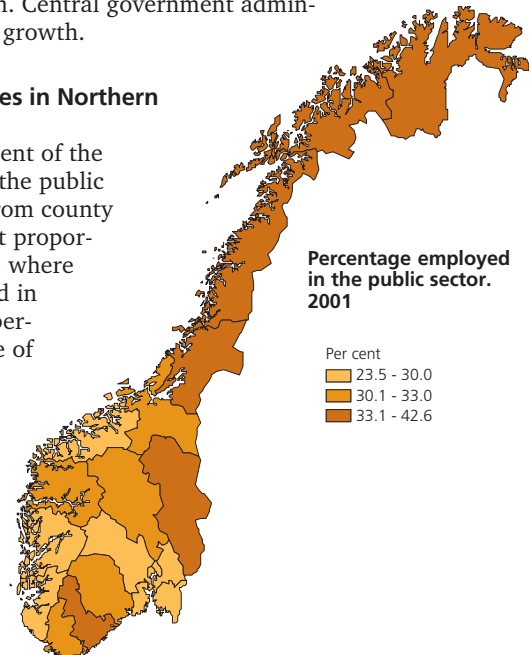 n. Central government admin-
growth.
es in Northern
ent of the
the public
rom county
t propor-
where
d in
per-
e of
Percentage employed
in the public sector.
2001
Per cent
23.5 - 30.0
30.1 - 33.0
33.1 - 42.6